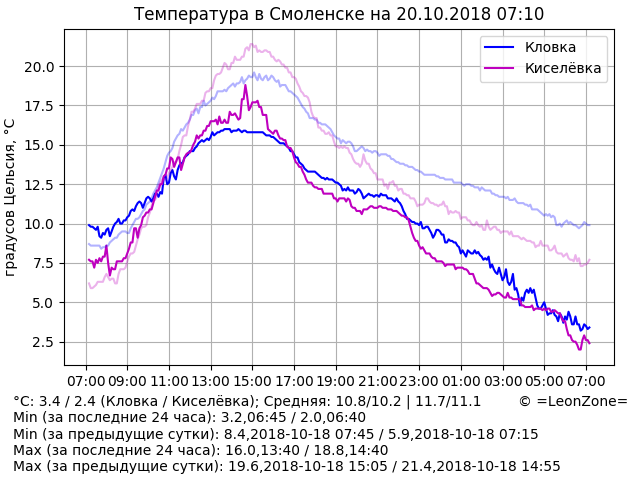 Температура в Смоленске на 20.10.2018 07:10
градусов Цельсия, °C
20.0
17.5
15.0
12.5
10.0
7.5
5.0
2.5
Кловка
Киселёвка
07:00 09:00 11:00 13:00 15:00 17:00 19:00 21:00 23:00 01:00 03:00 05:00 07:00
°C: 3.4 / 2.4 (Кловка / Киселёвка); Средняя: 10.8/10.2 | 11.7/11.1 © =LeonZone=
Min (за последние 24 часа): 3.2,06:45 / 2.0,06:40
Min (за предыдущие сутки): 8.4,2018-10-18 07:45 / 5.9,2018-10-18 07:15
Max (за последние 24 часа): 16.0,13:40 / 18.8,14:40
Max (за предыдущие сутки): 19.6,2018-10-18 15:05 / 21.4,2018-10-18 14:55